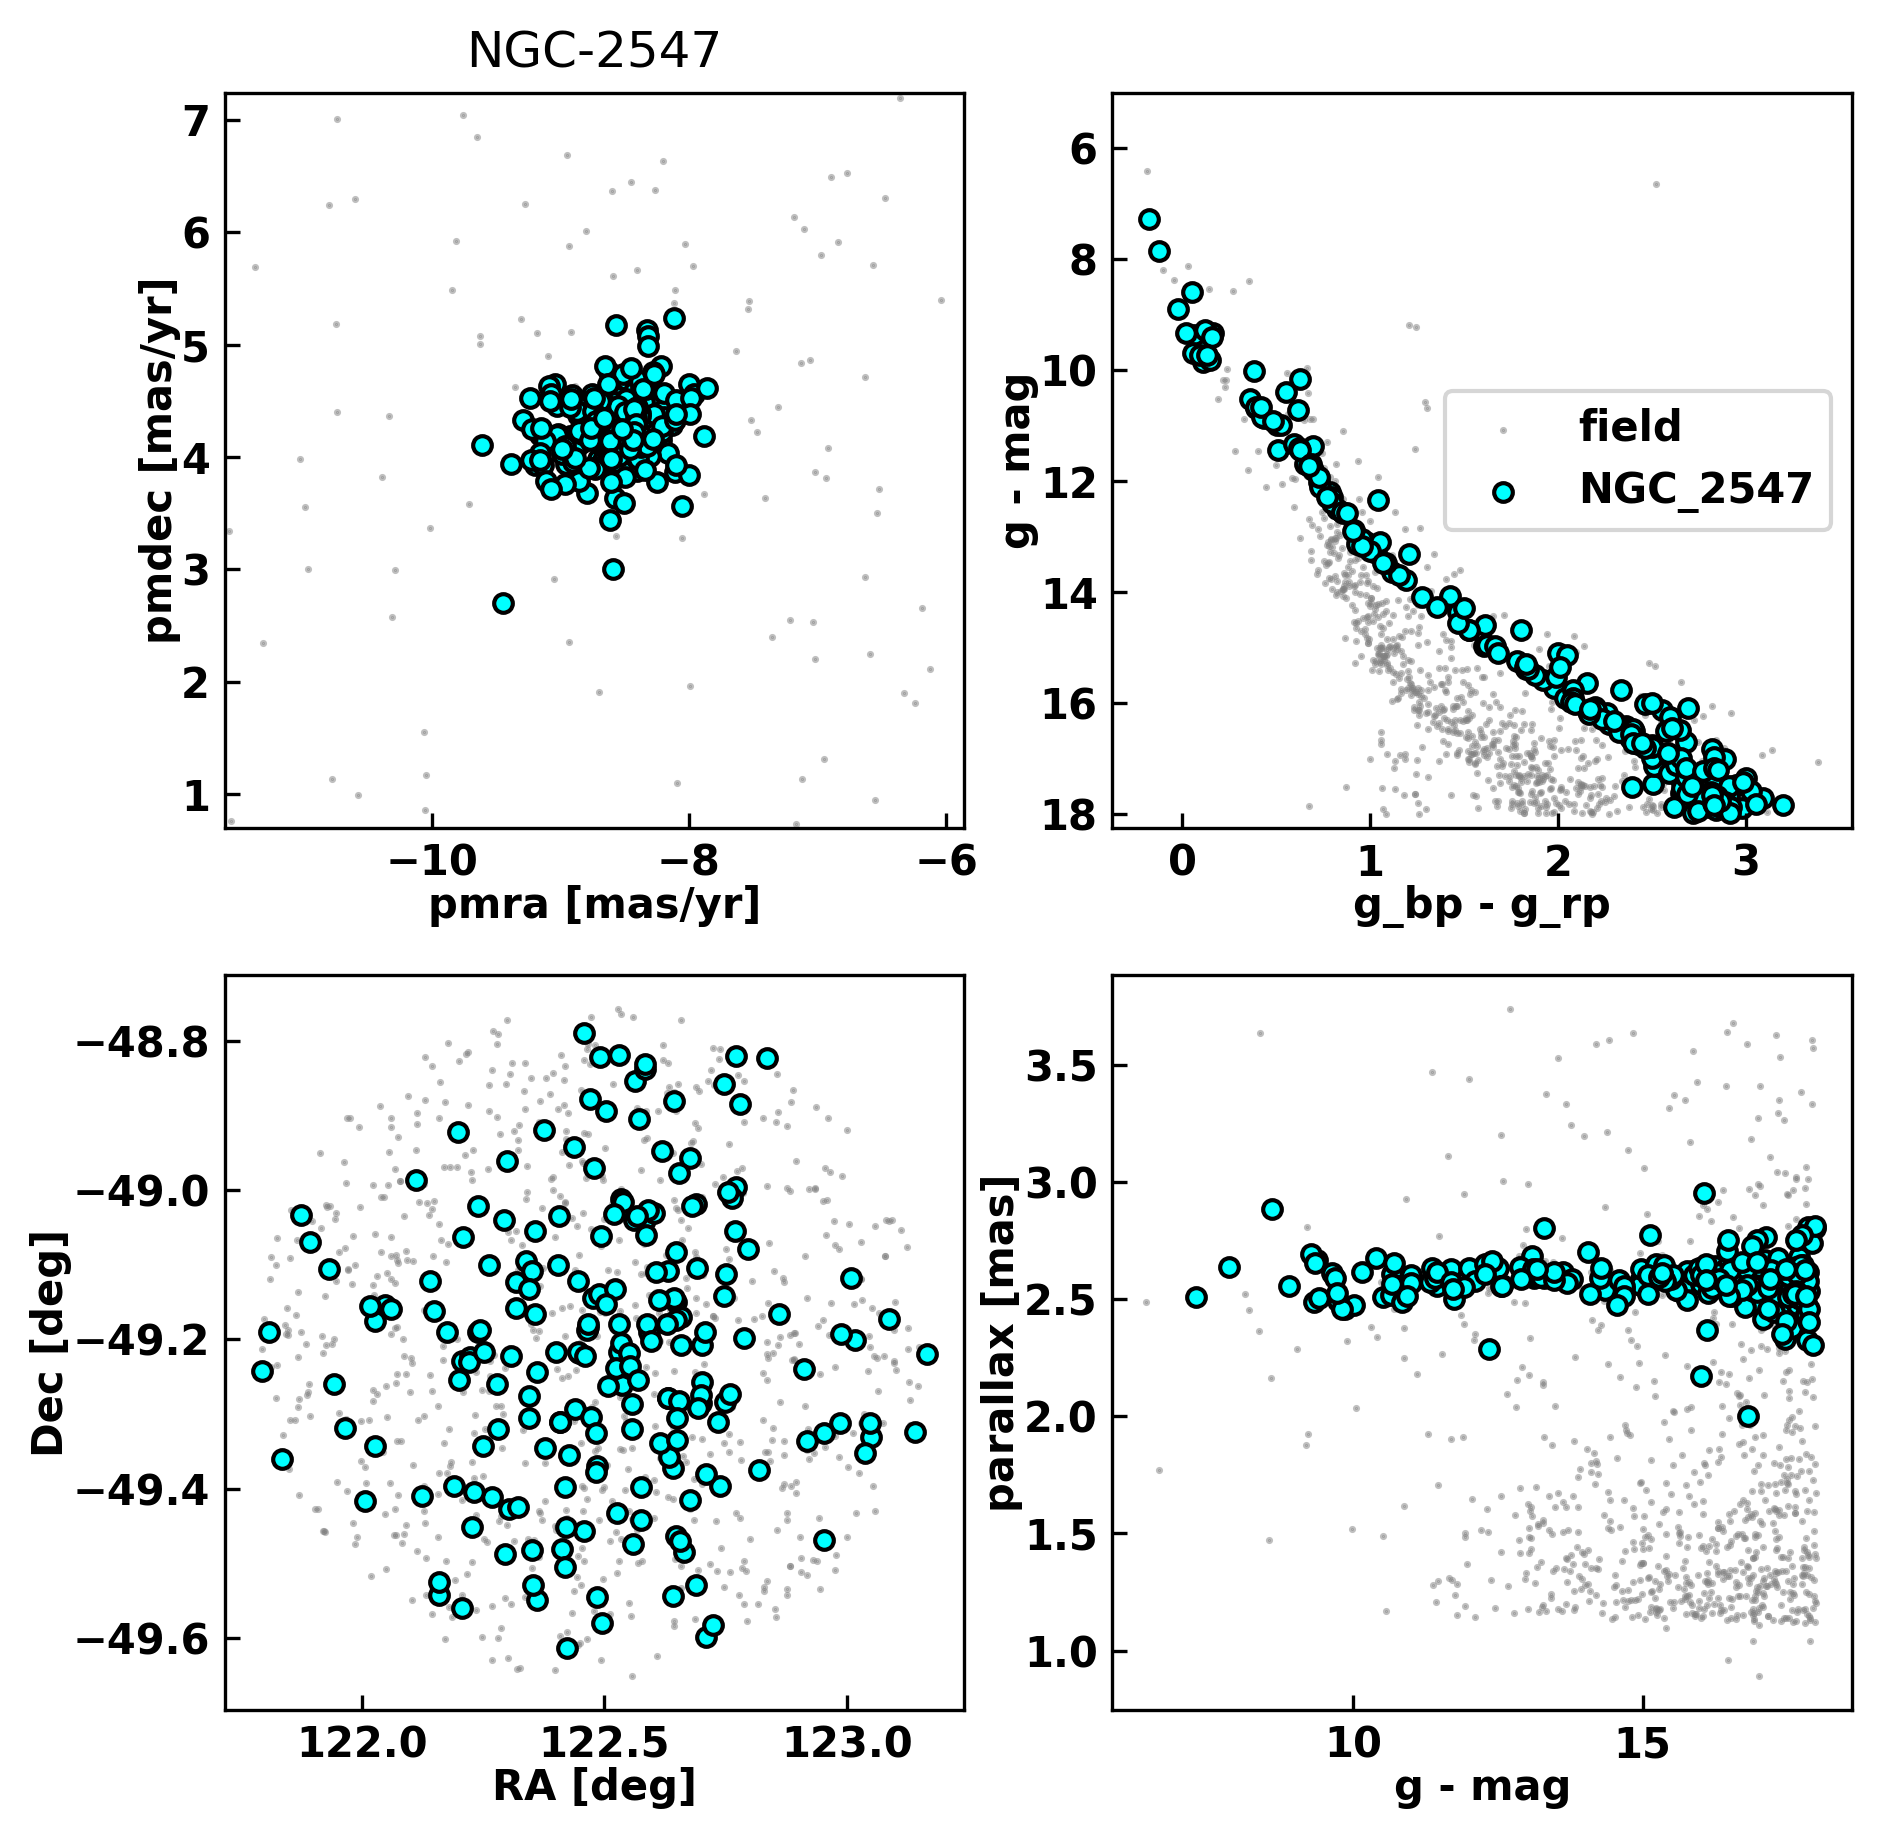 NGC-2547
7
6
5
4
3
2
1
pmdec [mas/yr]
−10 −8 −6
pmra [mas/yr]
6
8
10
12
14
16
18
g - mag
field
NGC_2547
0 1 2 3
g_bp - g_rp
−48.8
−49.0
−49.2
−49.4
−49.6
Dec [deg]
122.0 122.5 123.0
RA [deg]
3.5
3.0
2.5
2.0
1.5
1.0
parallax [mas]
10 15
g - mag